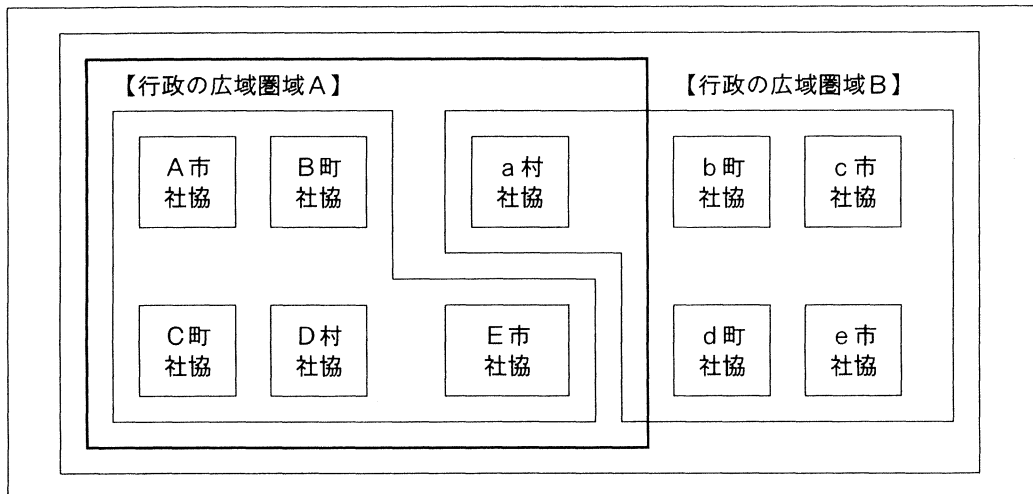 【行政の広域圏域A】
【行政の広域圏域B】
A市
社協
B町
社協
a村
社協
b町
社協
c市
社協
C町
社協
D村
社協
E市
社協
d町
社協
e市
社協